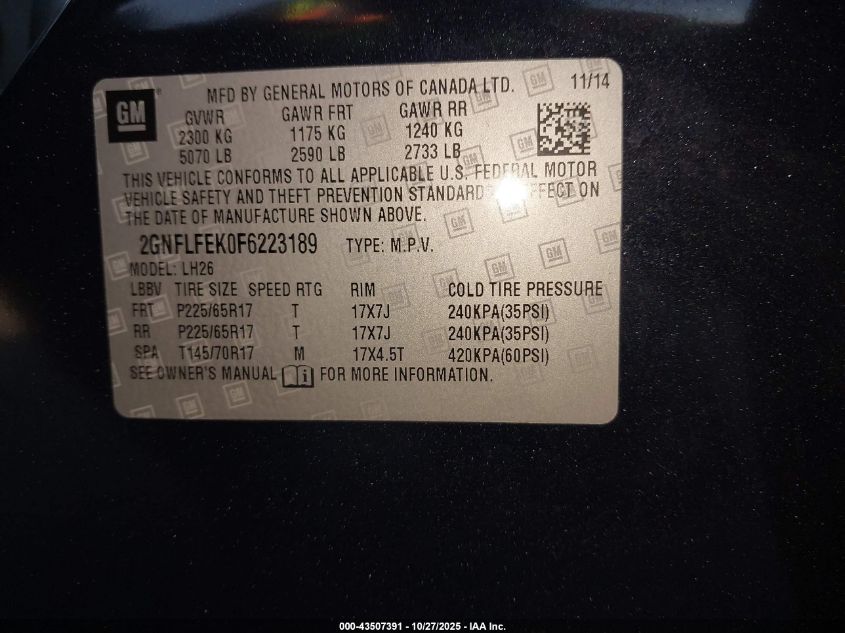 GM
MFD BY GENERAL MOTORS OF CANADA LTD. 11/14
GVWR GAWR FRT GAWR RR
2300 KG 1175 KG 1240 KG
5070 LB 2590 LB 2733 LB
THIS VEHICLE CONFORMS TO ALL APPLICABLE U.S. FEDERAL MOTOR
VEHICLE SAFETY AND THEFT PREVENTION STANDARDS EFFECT ON
THE DATE OF MANUFACTURE SHOWN ABOVE.
2GNFLFEK0F6223189 TYPE: M.P.V.
MODEL: LH26
LBBV TIRE SIZE SPEED RTG RIM COLD TIRE PRESSURE
FRT P225/65R17 T 17X7J 240KPA(35PSI)
RR P225/65R17 T 17X7J 240KPA(35PSI)
SPA T145/70R17 M 17X4.5T 420KPA(60PSI)
SEE OWNER'S MANUAL i FOR MORE INFORMATION.
000-43507391 - 10/27/2025 - IAA Inc.